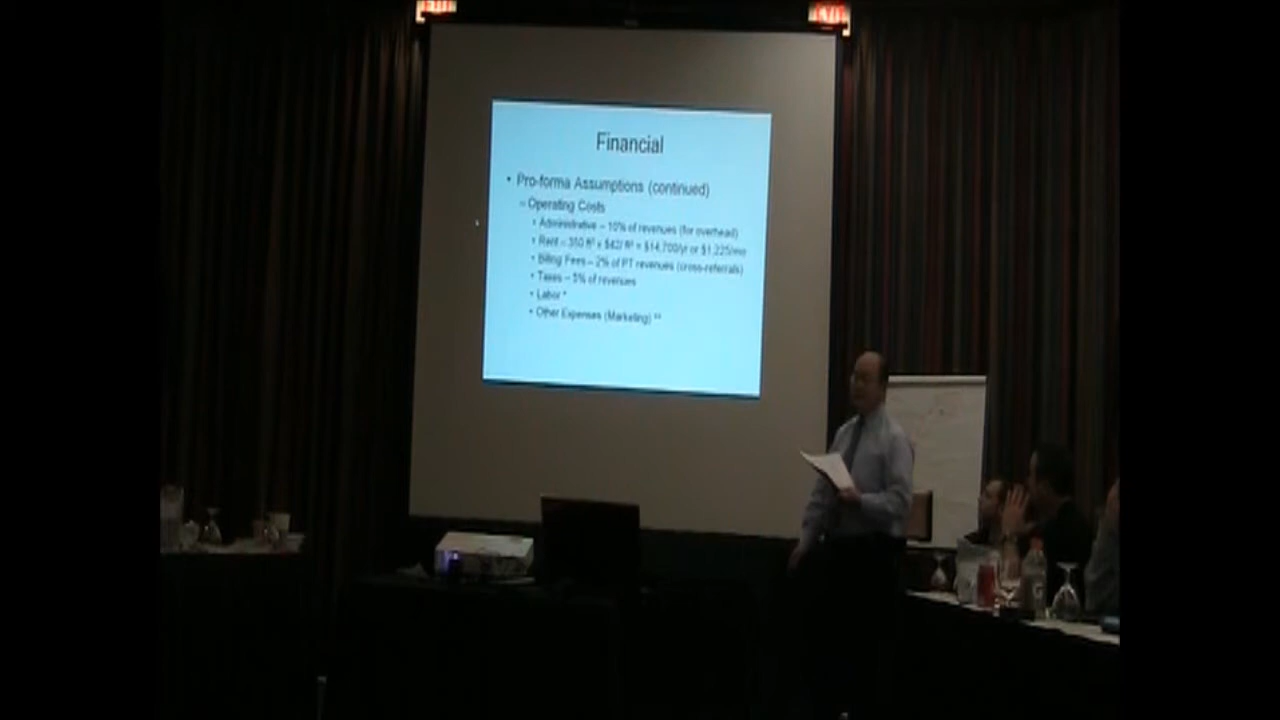 EXIT
EXIT
Financial
• Pro-forma Assumptions (continued)
– Operating Costs
• Administrative – 10% of revenues (for overhead)
• Rent – 350 ft² x $42/ ft² = $14,700/yr or $1,225/mo
• Billing Fees – 2% of PT revenues (cross-referrals)
• Taxes – 5% of revenues
• Labor *
• Other Expenses (Marketing) **